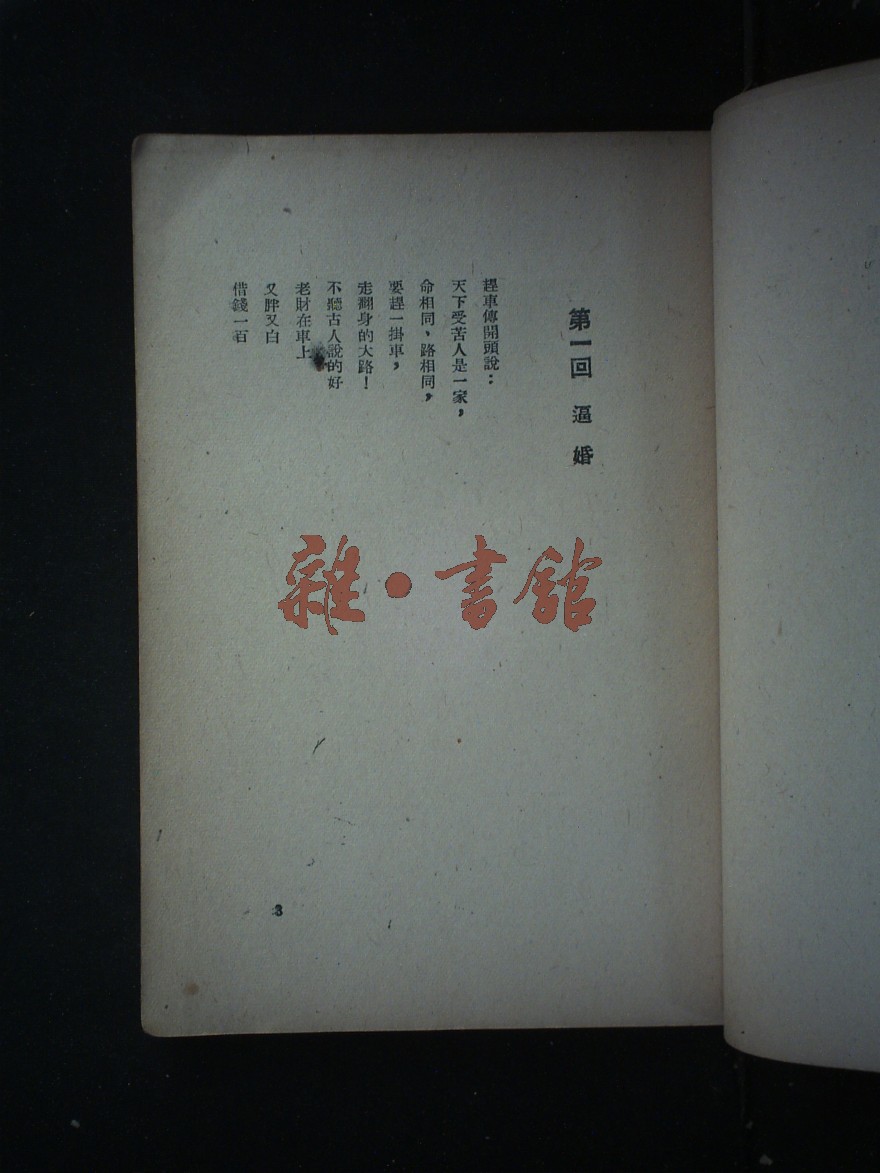 第一回　逼婚
趕車傳開頭說：
天下受苦人是一家，
命相同、路相同，
要趕一掛車，
走翻身的大路！
不聽古人說的好
老財在車上
又胖又白
借錢一百
雜·書館
3